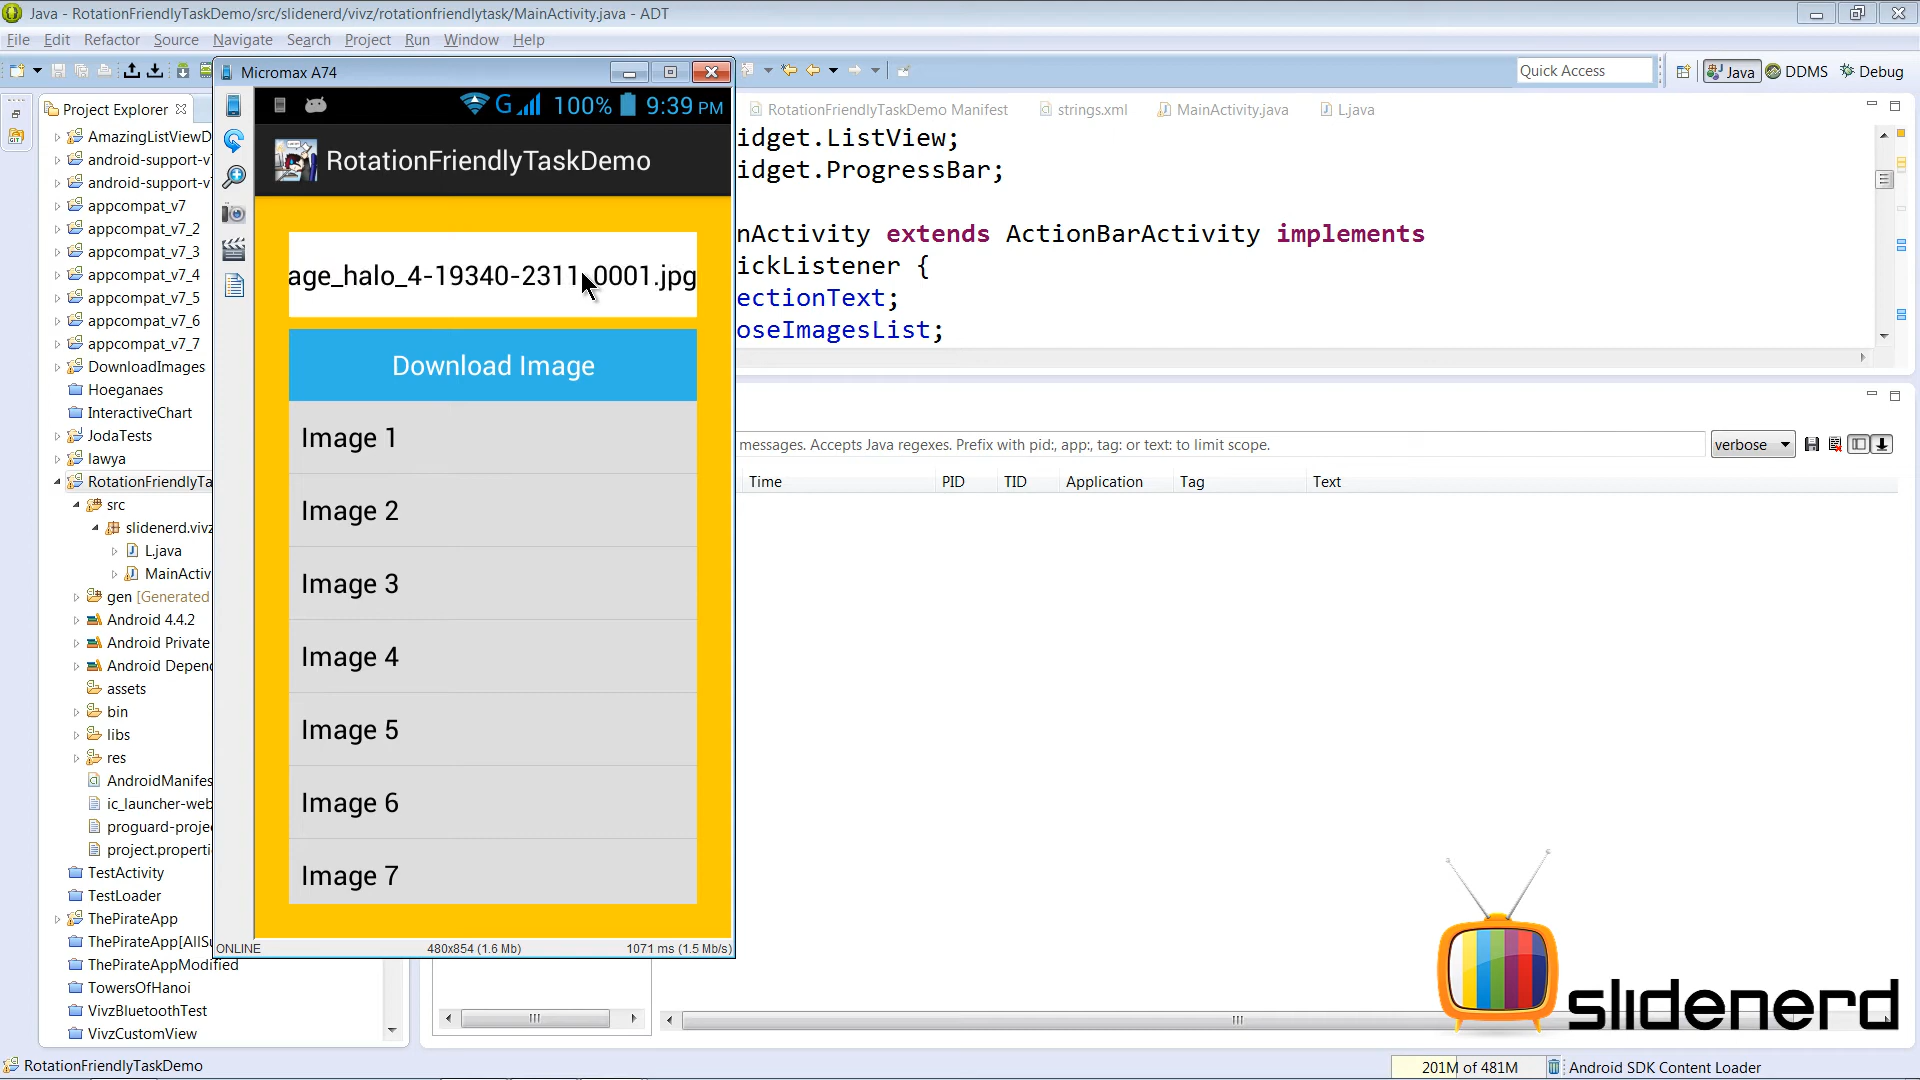 Java - RotationFriendlyTaskDemo/src/slidenerd/vivz/rotationfriendlytask/MainActivity.java - ADT
File Edit Refactor Source Navigate Search Project Run Window Help
Quick Access
Java
DDMS
Debug
Project Explorer
AmazingListViewD
android-support-v
android-support-v
appcompat_v7
appcompat_v7_2
appcompat_v7_3
appcompat_v7_4
appcompat_v7_5
appcompat_v7_6
appcompat_v7_7
DownloadImages
Hoeganaes
InteractiveChart
JodaTests
lawya
RotationFriendlyTa
src
slidenerd.vivz
L.java
MainActiv
gen [Generated
Android 4.4.2
Android Private
Android Depend
assets
bin
libs
res
AndroidManifes
ic_launcher-web
proguard-projec
project.properti
TestActivity
TestLoader
ThePirateApp
ThePirateApp[AllSu
ThePirateAppModified
TowersOfHanoi
VivzBluetoothTest
VivzCustomView
Micromax A74
G 100% 9:39 PM
RotationFriendlyTaskDemo
age_halo_4-19340-2311_0001.jpg
Download Image
Image 1
Image 2
Image 3
Image 4
Image 5
Image 6
Image 7
ONLINE 480x854 (1.6 Mb) 1071 ms (1.5 Mb/s)
RotationFriendlyTaskDemo Manifest
strings.xml
MainActivity.java
L.java
idget.ListView;
idget.ProgressBar;
nActivity extends ActionBarActivity implements
ickListener {
ectionText;
oseImagesList;
messages. Accepts Java regexes. Prefix with pid:, app:, tag: or text: to limit scope.
verbose
Time PID TID Application Tag Text
slidenerd
RotationFriendlyTaskDemo
201M of 481M
Android SDK Content Loader